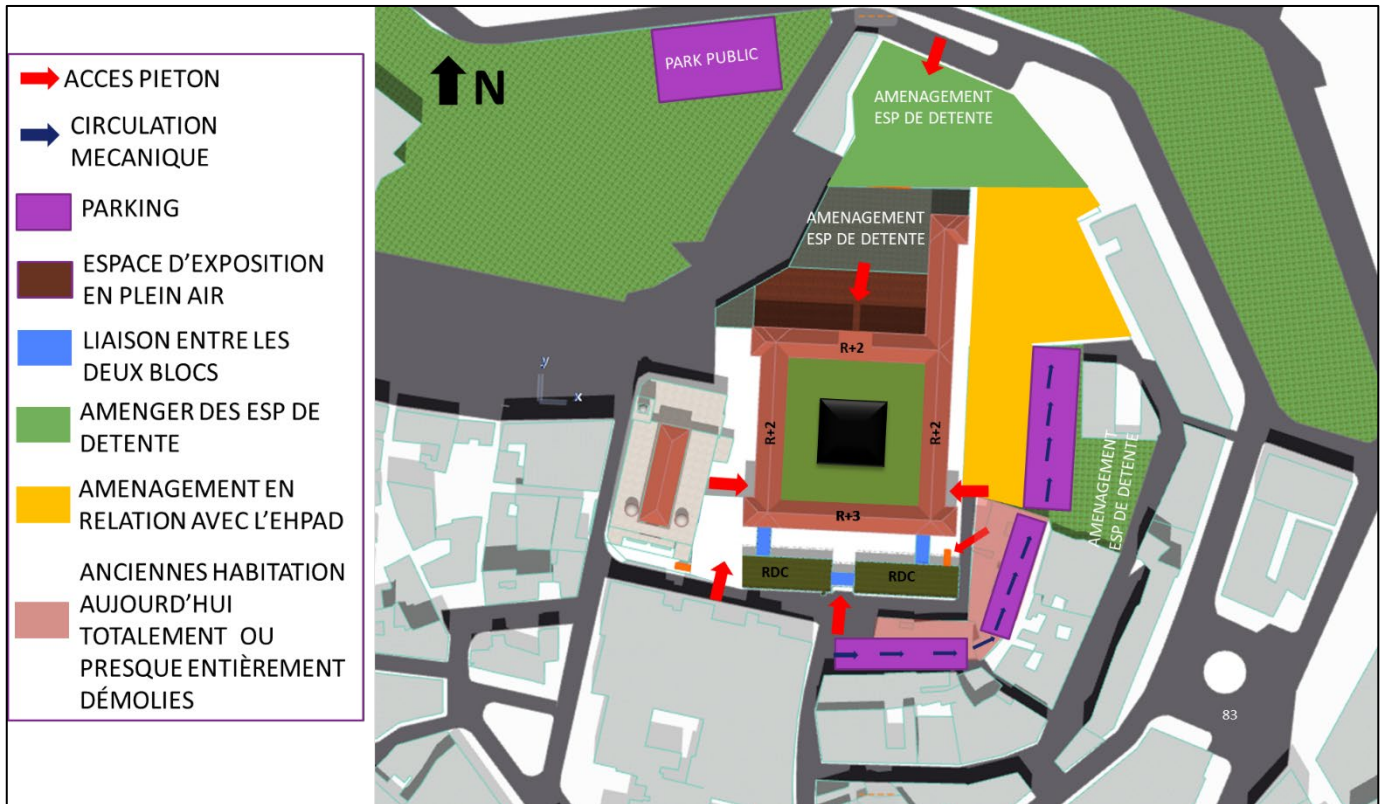 ACCES PIETON
CIRCULATION
MECANIQUE
PARKING
ESPACE D'EXPOSITION
EN PLEIN AIR
LIAISON ENTRE LES
DEUX BLOCS
AMENGER DES ESP DE
DETENTE
AMENAGEMENT EN
RELATION AVEC L'EHPAD
ANCIENNES HABITATION
AUJOURD'HUI
TOTALEMENT OU
PRESQUE ENTIÈREMENT
DÉMOLIES
N
PARK PUBLIC
AMENAGEMENT
ESP DE DETENTE
AMENAGEMENT
ESP DE DETENTE
R+2
R+2
R+2
R+3
RDC
RDC
AMENAGEMENT
ESP DE DETENTE
y
x
83